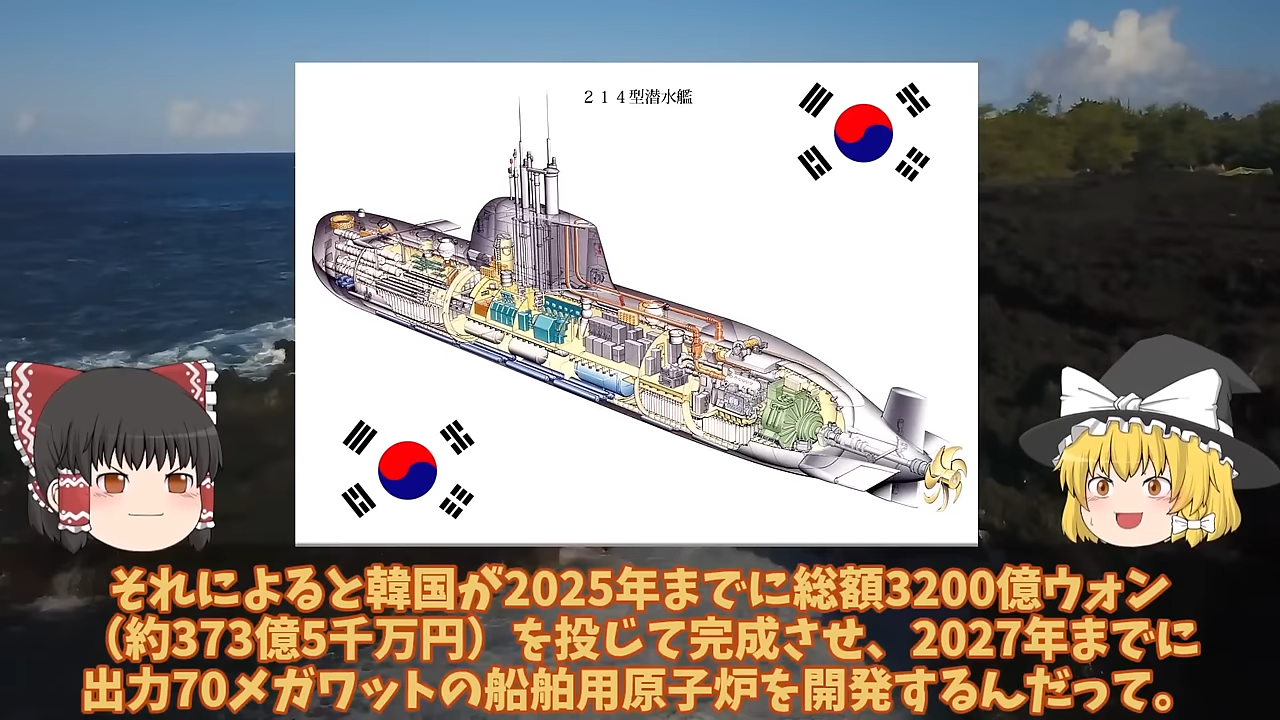 214型潜水艦
それによると韓国が2025年までに総額3200億ウォン
(約373億5千万円)を投じて完成させ、2027年までに
出力70メガワットの船舶用原子炉を開発するんだって。